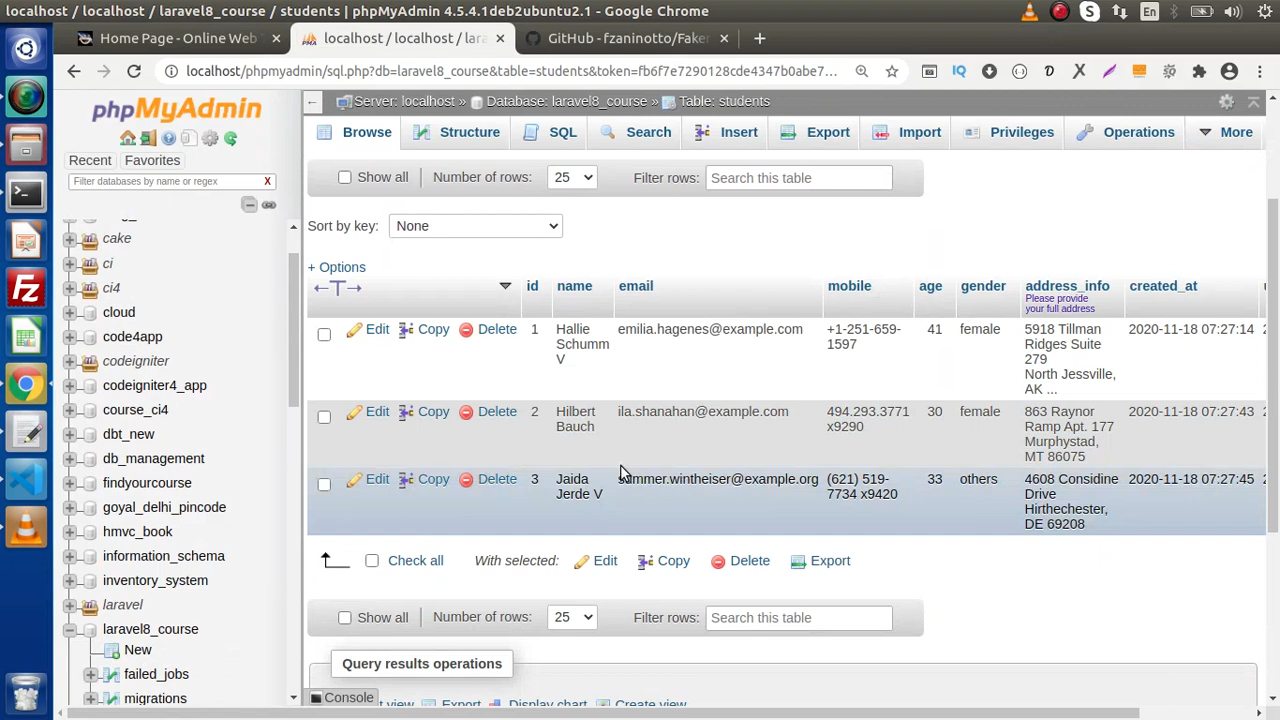 localhost / localhost / laravel8_course / students | phpMyAdmin 4.5.4.1deb2ubuntu2.1 - Google Chrome
En
Home Page - Online Web
localhost / localhost / lara
GitHub - fzaninotto/Faker
localhost/phpmyadmin/sql.php?db=laravel8_course&table=students&token=fb6f7e7290128cde4347b0abe7...
phpMyAdmin
Recent Favorites
Filter databases by name or regex X
cake
ci
ci4
cloud
code4app
codeigniter
codeigniter4_app
course_ci4
dbt_new
db_management
findyourcourse
goyal_delhi_pincode
hmvc_book
information_schema
inventory_system
laravel
laravel8_course
New
failed_jobs
migrations
Server: localhost » Database: laravel8_course » Table: students
Browse Structure SQL Search Insert Export Import Privileges Operations More
Show all Number of rows: 25 Filter rows: Search this table
Sort by key: None
+ Options
id name email mobile age gender address_info created_at
Please provide
your full address
Edit Copy Delete 1 Hallie emilia.hagenes@example.com +1-251-659- 41 female 5918 Tillman 2020-11-18 07:27:14
Schumm 1597 Ridges Suite
V 279
North Jessville,
AK ...
Edit Copy Delete 2 Hilbert ila.shanahan@example.com 494.293.3771 30 female 863 Raynor 2020-11-18 07:27:43
Bauch x9290 Ramp Apt. 177
Murphystad,
MT 86075
Edit Copy Delete 3 Jaida summer.wintheiser@example.org (621) 519- 33 others 4608 Considine 2020-11-18 07:27:45
Jerde V 7734 x9420 Drive
Hirthechester,
DE 69208
Check all With selected: Edit Copy Delete Export
Show all Number of rows: 25 Filter rows: Search this table
Query results operations
Console
t view Export Display chart Create view